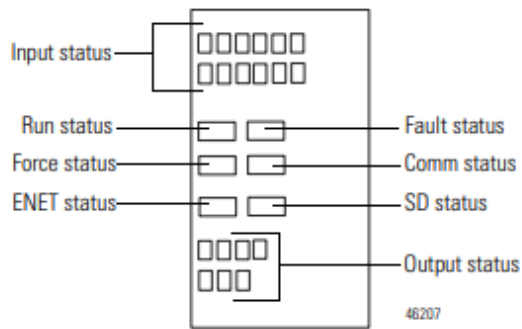 Input status
Run status
Fault status
Force status
Comm status
ENET status
SD status
Output status
46207